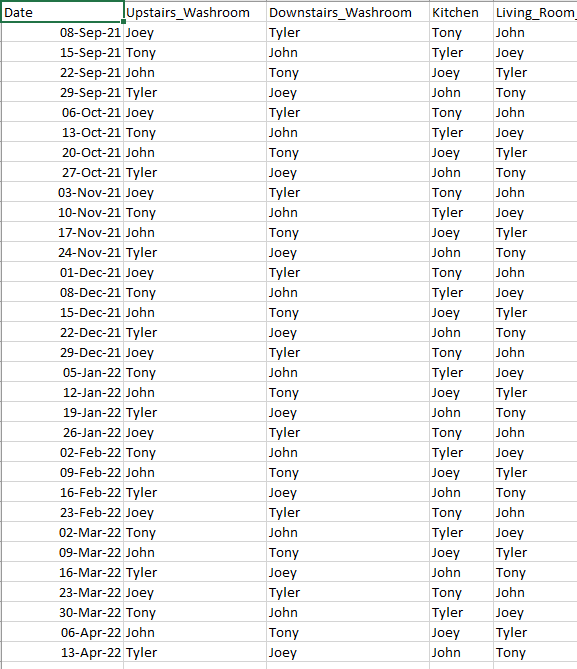 Date Upstairs_Washroom Downstairs_Washroom Kitchen Living_Room_
08-Sep-21 Joey Tyler Tony John
15-Sep-21 Tony John Tyler Joey
22-Sep-21 John Tony Joey Tyler
29-Sep-21 Tyler Joey John Tony
06-Oct-21 Joey Tyler Tony John
13-Oct-21 Tony John Tyler Joey
20-Oct-21 John Tony Joey Tyler
27-Oct-21 Tyler Joey John Tony
03-Nov-21 Joey Tyler Tony John
10-Nov-21 Tony John Tyler Joey
17-Nov-21 John Tony Joey Tyler
24-Nov-21 Tyler Joey John Tony
01-Dec-21 Joey Tyler Tony John
08-Dec-21 Tony John Tyler Joey
15-Dec-21 John Tony Joey Tyler
22-Dec-21 Tyler Joey John Tony
29-Dec-21 Joey Tyler Tony John
05-Jan-22 Tony John Tyler Joey
12-Jan-22 John Tony Joey Tyler
19-Jan-22 Tyler Joey John Tony
26-Jan-22 Joey Tyler Tony John
02-Feb-22 Tony John Tyler Joey
09-Feb-22 John Tony Joey Tyler
16-Feb-22 Tyler Joey John Tony
23-Feb-22 Joey Tyler Tony John
02-Mar-22 Tony John Tyler Joey
09-Mar-22 John Tony Joey Tyler
16-Mar-22 Tyler Joey John Tony
23-Mar-22 Joey Tyler Tony John
30-Mar-22 Tony John Tyler Joey
06-Apr-22 John Tony Joey Tyler
13-Apr-22 Tyler Joey John Tony